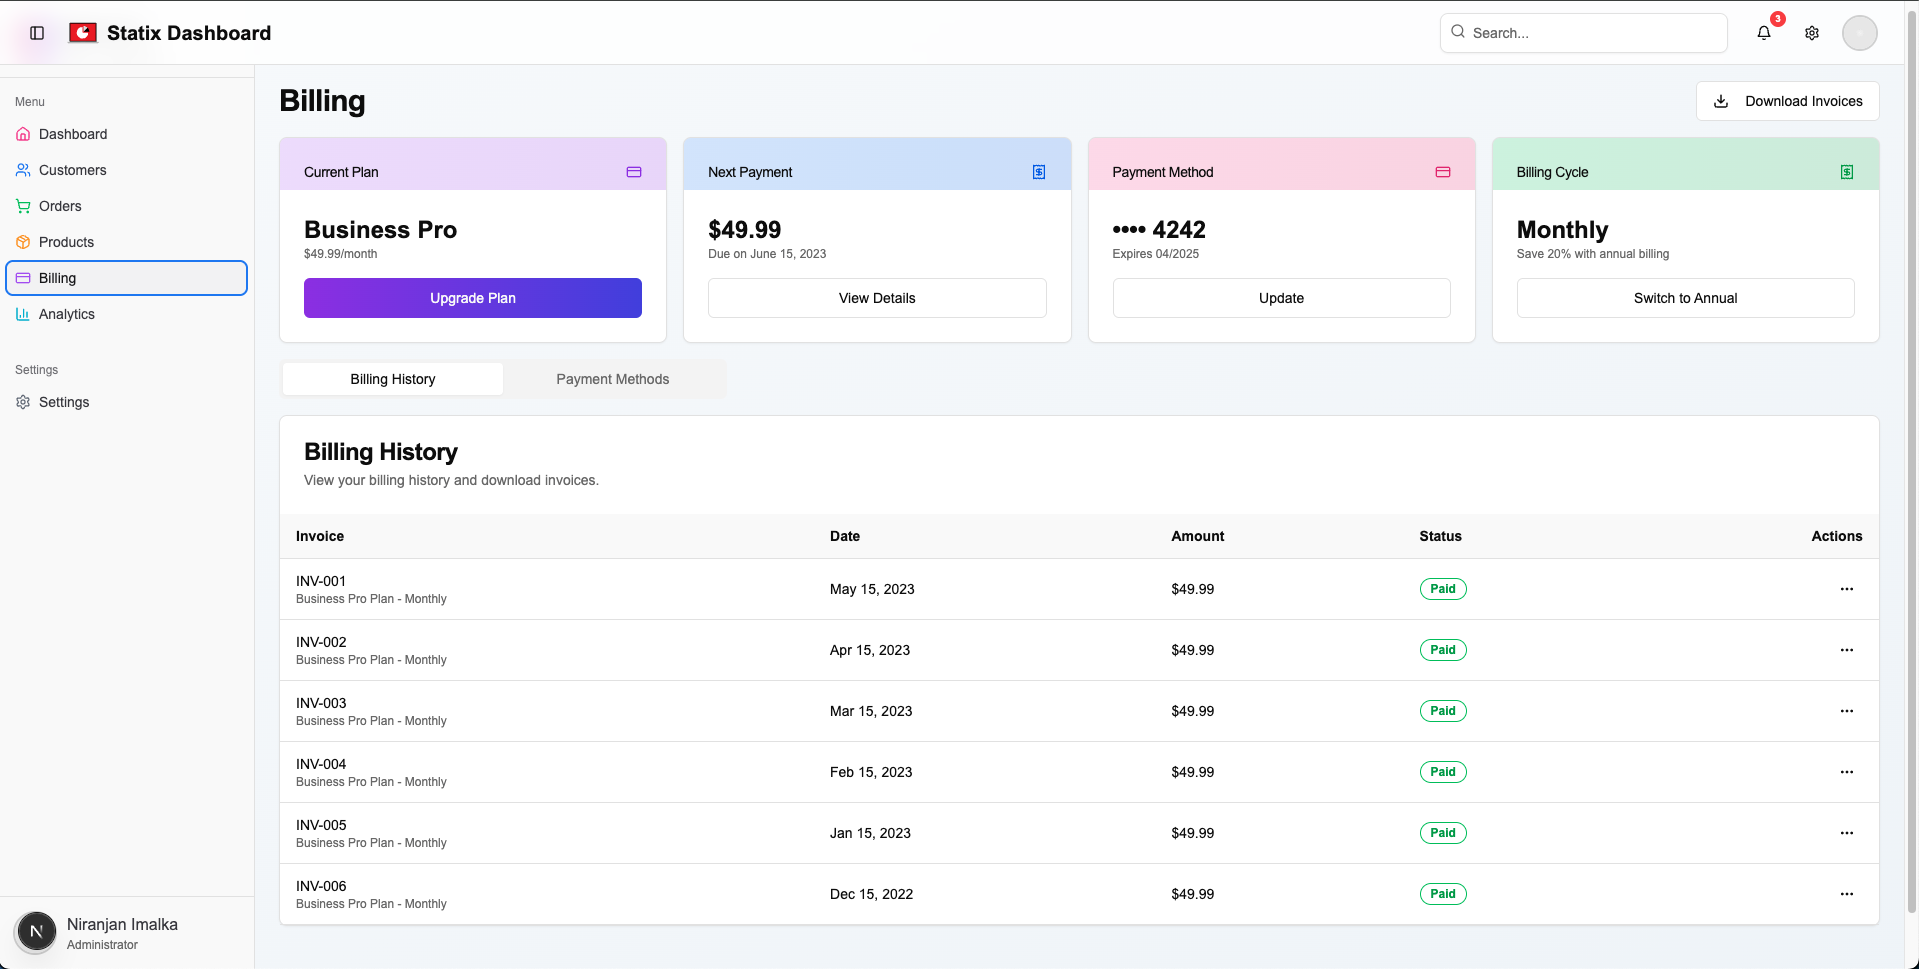 Statix Dashboard
Search...
3
Menu
Dashboard
Customers
Orders
Products
Billing
Analytics
Settings
Settings
N
Niranjan Imalka
Administrator
Billing
Download Invoices
Current Plan
Business Pro
$49.99/month
Upgrade Plan
Next Payment
$49.99
Due on June 15, 2023
View Details
Payment Method
•••• 4242
Expires 04/2025
Update
Billing Cycle
Monthly
Save 20% with annual billing
Switch to Annual
Billing History
Payment Methods
Billing History
View your billing history and download invoices.
Invoice Date Amount Status Actions
INV-001
Business Pro Plan - Monthly
May 15, 2023 $49.99 Paid
INV-002
Business Pro Plan - Monthly
Apr 15, 2023 $49.99 Paid
INV-003
Business Pro Plan - Monthly
Mar 15, 2023 $49.99 Paid
INV-004
Business Pro Plan - Monthly
Feb 15, 2023 $49.99 Paid
INV-005
Business Pro Plan - Monthly
Jan 15, 2023 $49.99 Paid
INV-006
Business Pro Plan - Monthly
Dec 15, 2022 $49.99 Paid